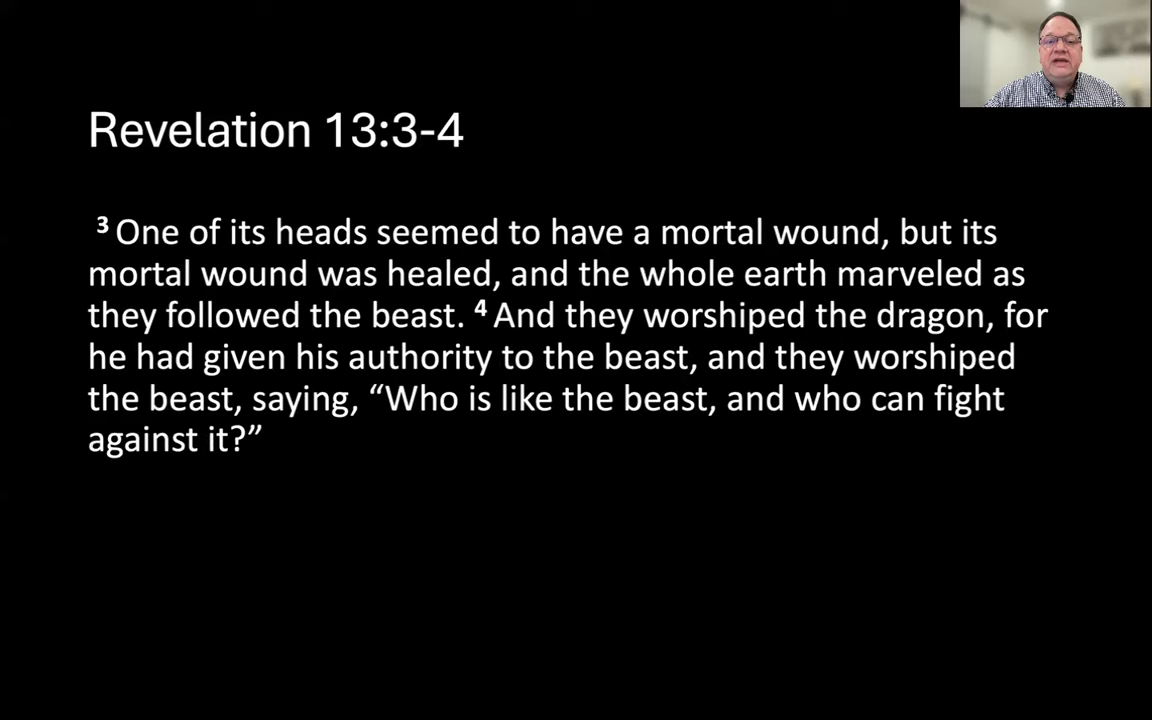 Revelation 13:3-4
³ One of its heads seemed to have a mortal wound, but its
mortal wound was healed, and the whole earth marveled as
they followed the beast. ⁴ And they worshiped the dragon, for
he had given his authority to the beast, and they worshiped
the beast, saying, “Who is like the beast, and who can fight
against it?”